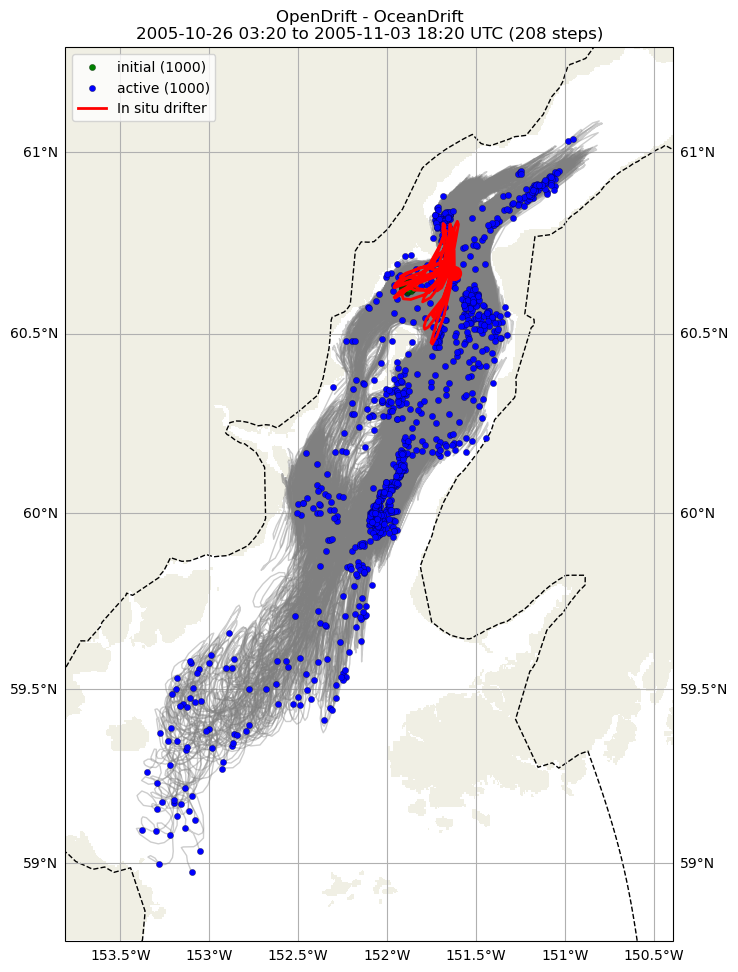 OpenDrift - OceanDrift
2005-10-26 03:20 to 2005-11-03 18:20 UTC (208 steps)
initial (1000)
active (1000)
In situ drifter
61°N 61°N
60.5°N 60.5°N
60°N 60°N
59.5°N 59.5°N
59°N 59°N
153.5°W 153°W 152.5°W 152°W 151.5°W 151°W 150.5°W